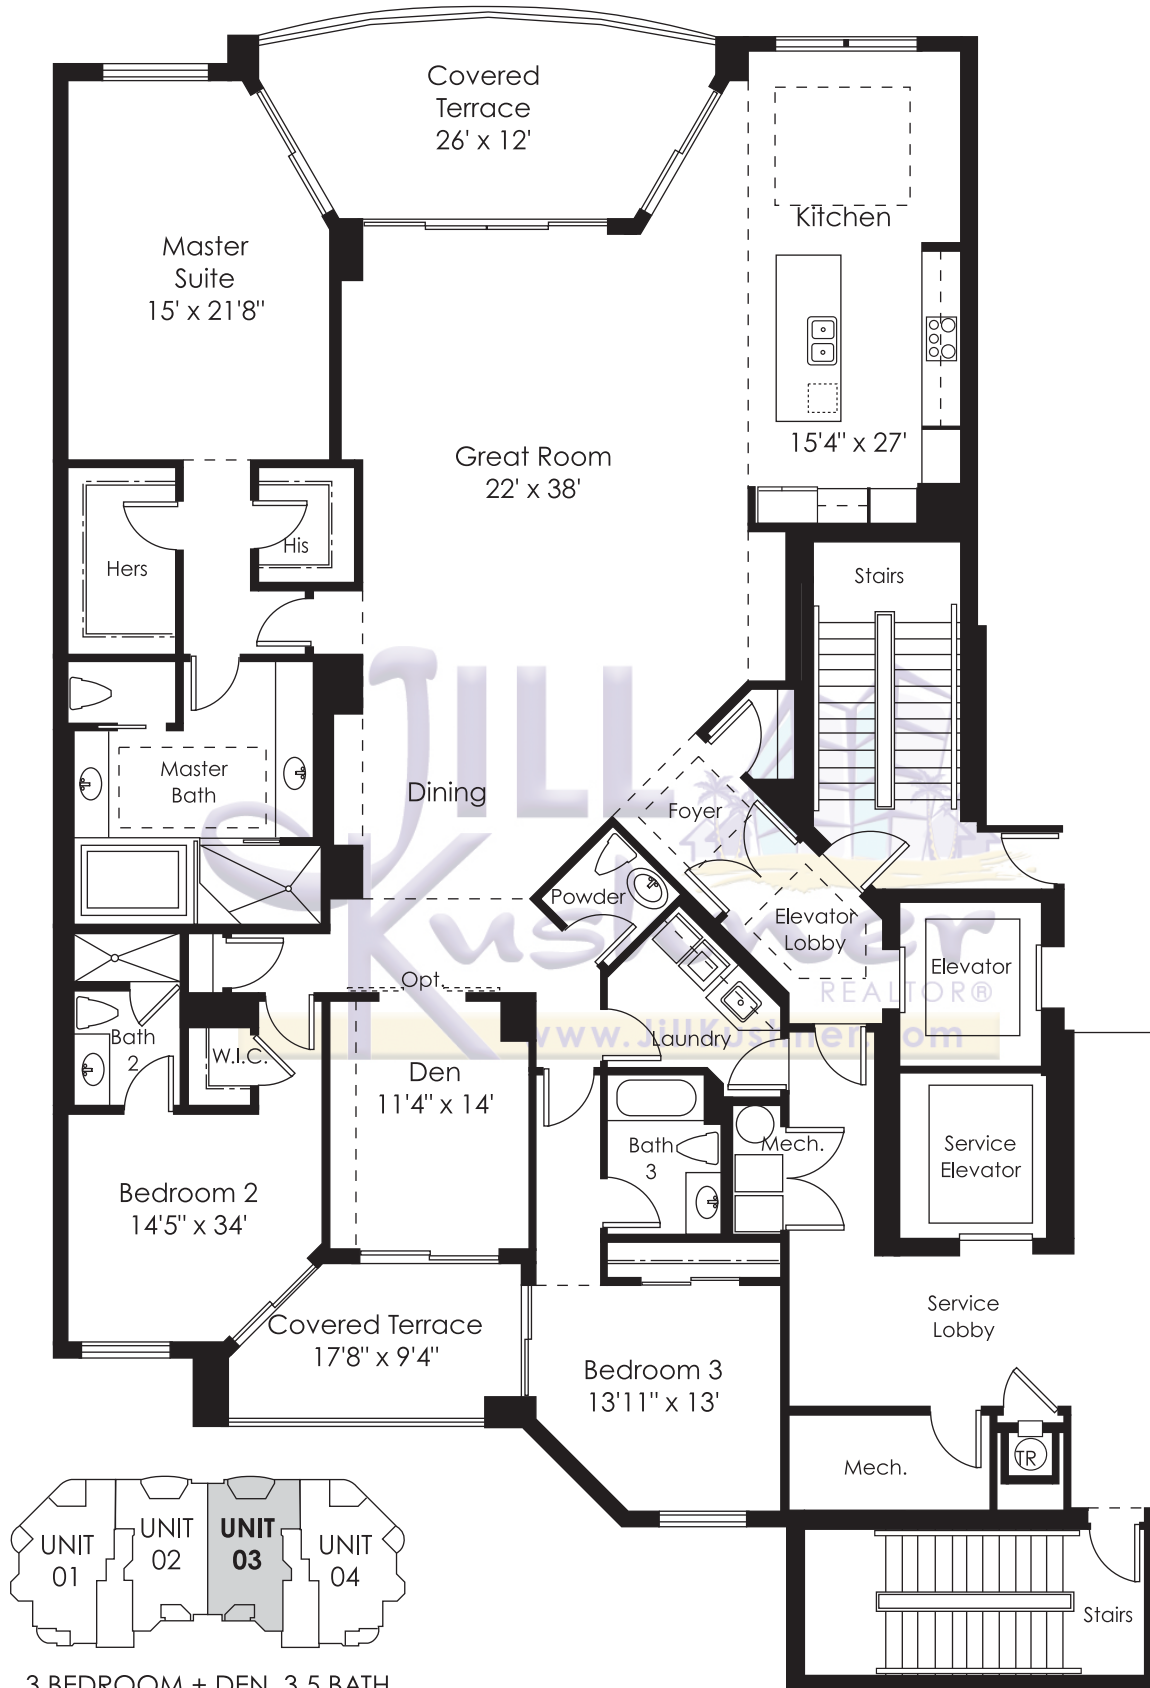 Covered
Terrace
26' x 12'
Kitchen
15'4" x 27'
Master
Suite
15' x 21'8"
Great Room
22' x 38'
Hers
His
Stairs
Master
Bath
Dining
Foyer
Powder
Elevator
Lobby
Elevator
JILL
Kushner
REALTOR®
www.JillKushner.com
Opt.
Bath
2
W.I.C.
Den
11'4" x 14'
Laundry
Bath
3
Mech.
Service
Elevator
Bedroom 2
14'5" x 34'
Covered Terrace
17'8" x 9'4"
Bedroom 3
13'11" x 13'
Service
Lobby
Mech.
TR
Stairs
UNIT
01
UNIT
02
UNIT
03
UNIT
04
3 BEDROOM + DEN, 3.5 BATH